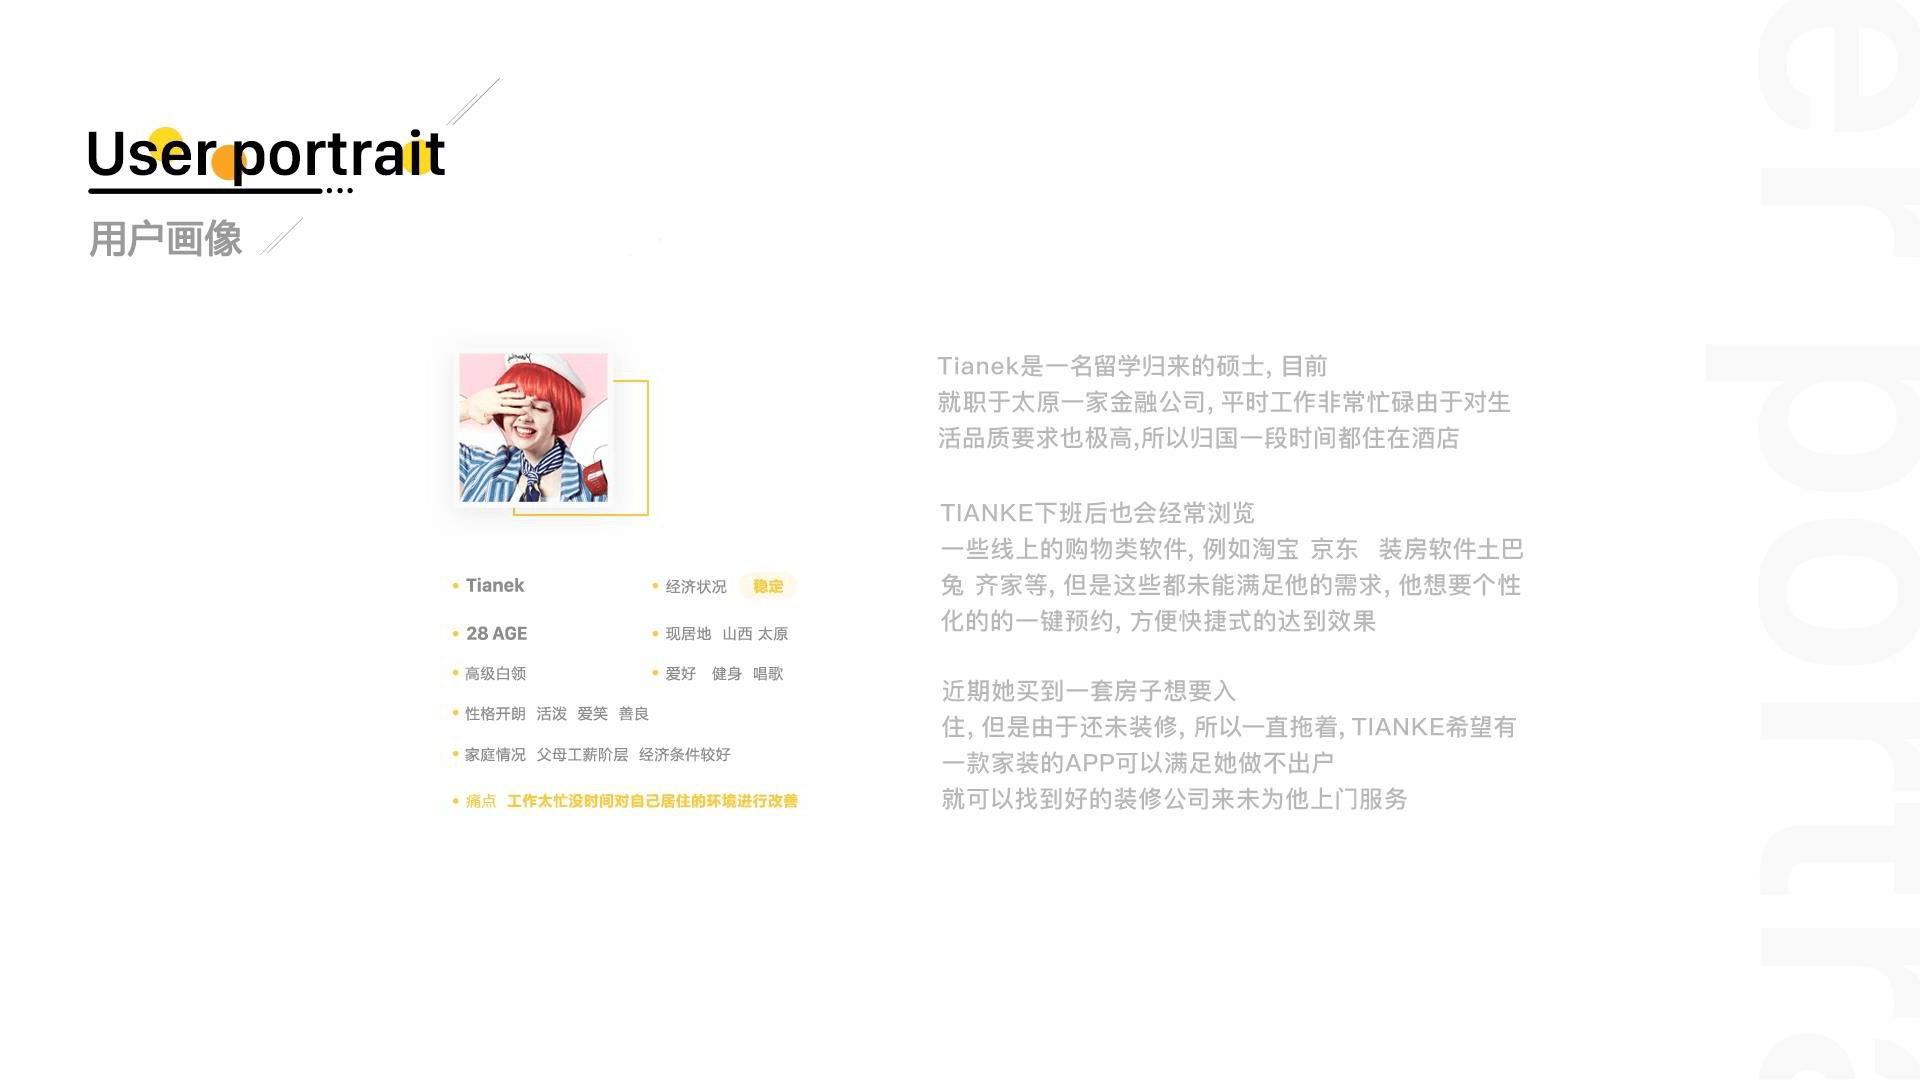 User portrait
用户画像
Tianek
经济状况 稳定
28 AGE
现居地 山西 太原
高级白领
爱好 健身 唱歌
性格开朗 活泼 爱笑 善良
家庭情况 父母工薪阶层 经济条件较好
痛点 工作太忙没时间对自己居住的环境进行改善
Tianek是一名留学归来的硕士, 目前
就职于太原一家金融公司, 平时工作非常忙碌由于对生
活品质要求也极高,所以归国一段时间都住在酒店
TIANKE下班后也会经常浏览
一些线上的购物类软件, 例如淘宝 京东 装房软件土巴
兔 齐家等, 但是这些都未能满足他的需求, 他想要个性
化的的一键预约, 方便快捷式的达到效果
近期她买到一套房子想要入
住, 但是由于还未装修, 所以一直拖着, TIANKE希望有
一款家装的APP可以满足她做不出户
就可以找到好的装修公司来未为他上门服务
er portra